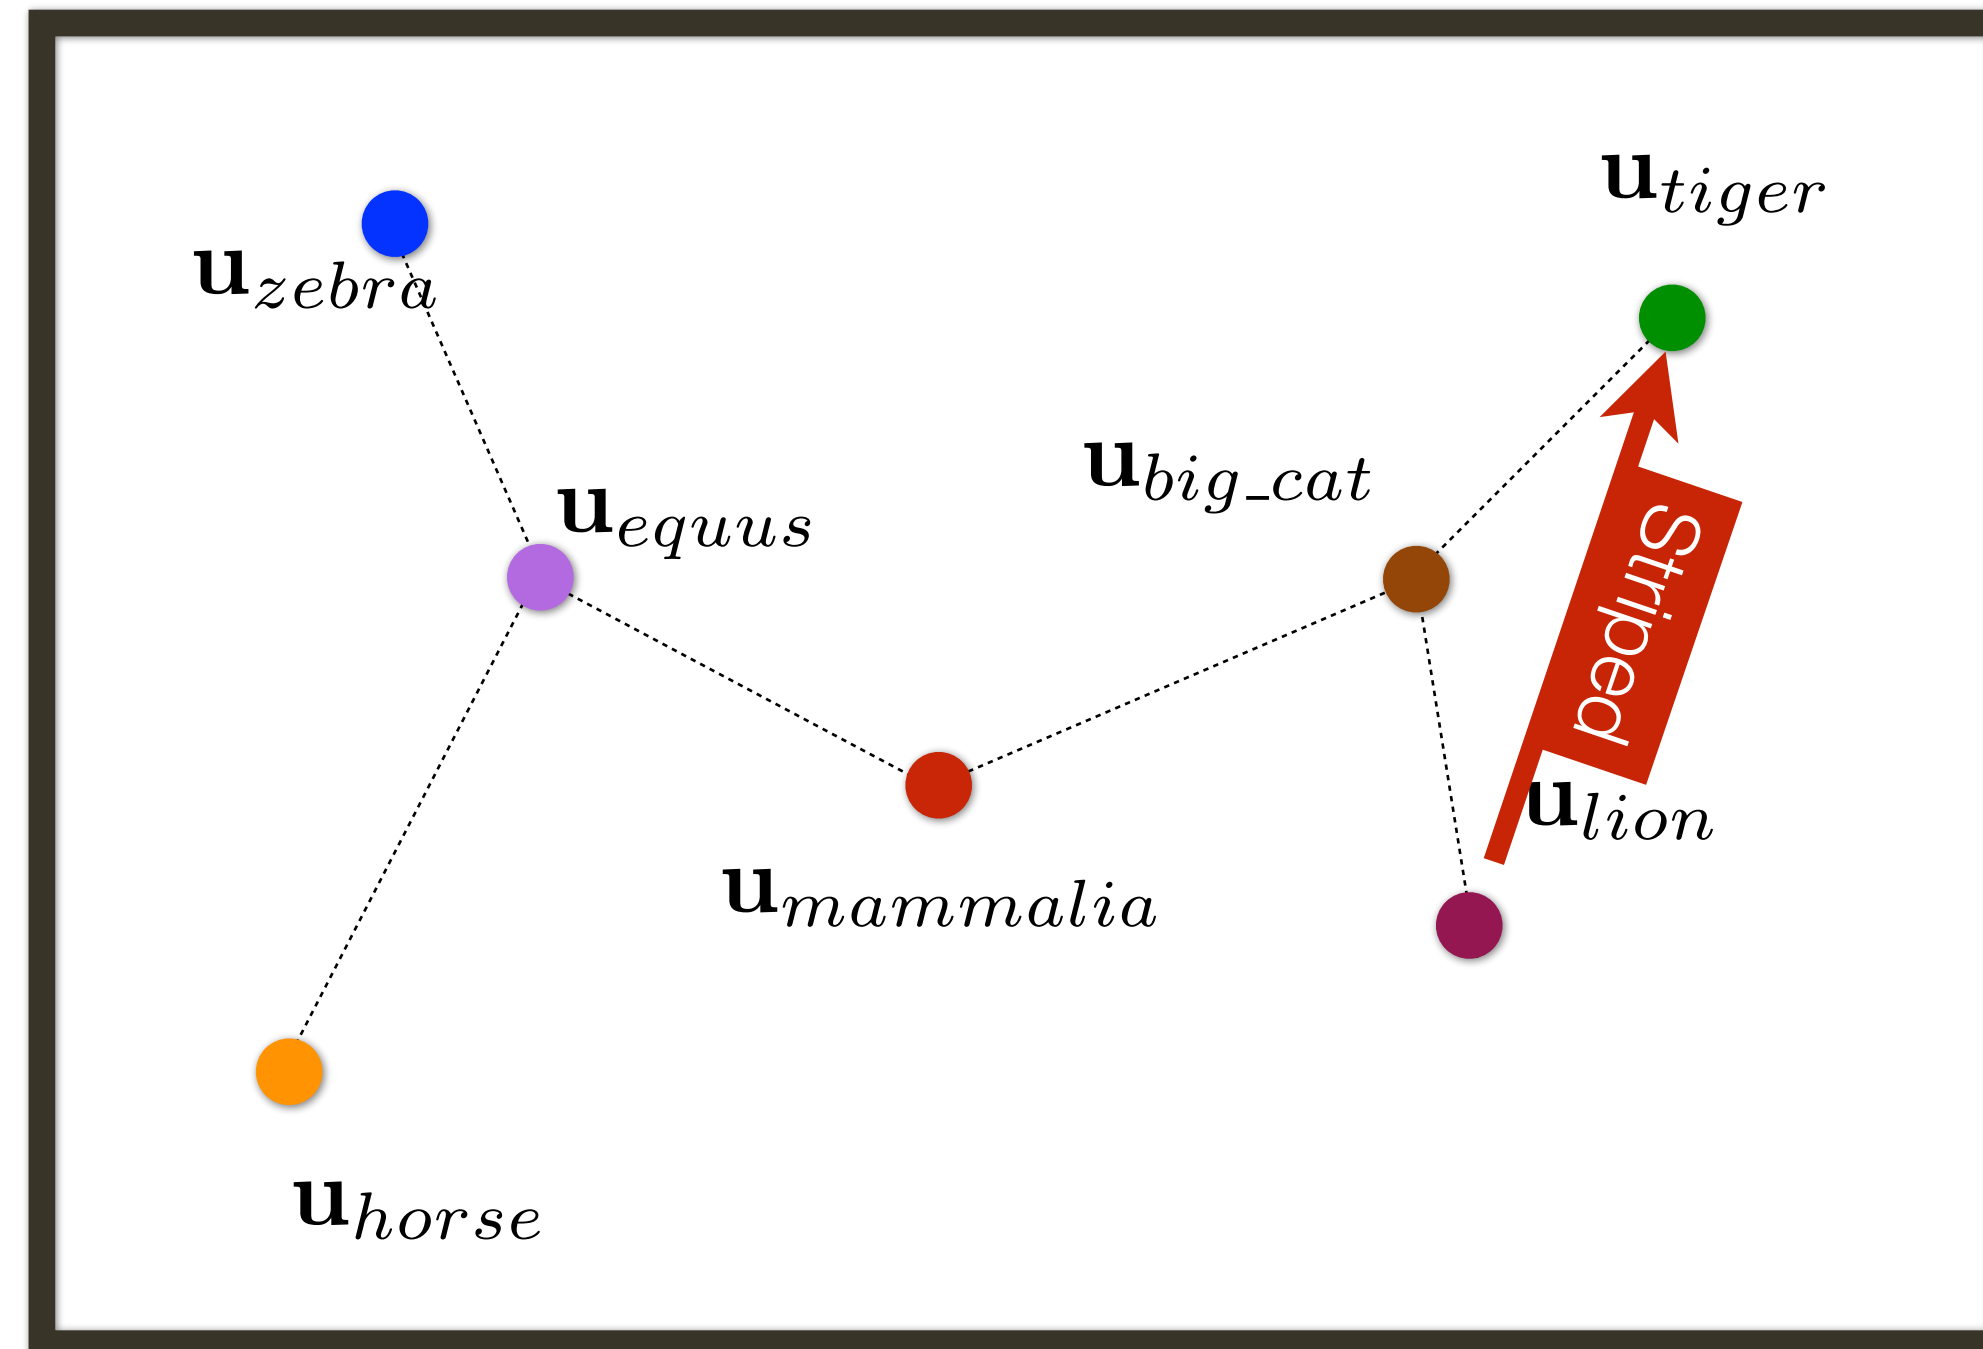 u_tiger
u_zebra
u_big_cat
u_equus
Striped
u_lion
u_mammalia
u_horse